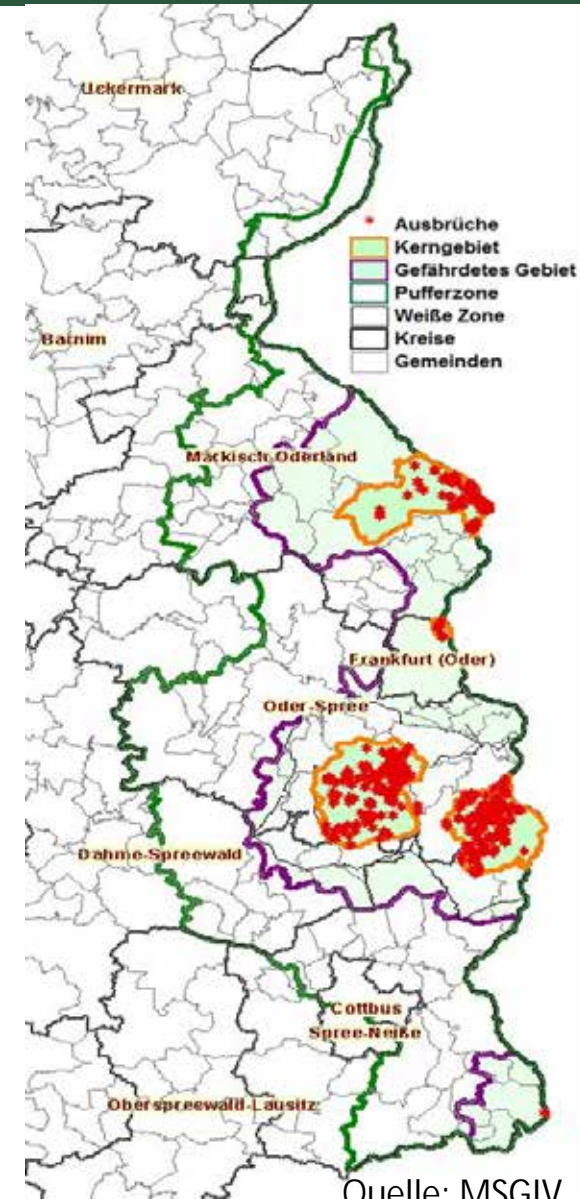 Uckermark
Ausbrüche
Kerngebiet
Gefährdetes Gebiet
Pufferzone
Weiße Zone
Kreise
Gemeinden
Barnim
Märkisch-Oderland
Frankfurt (Oder)
Oder-Spree
Dahme-Spreewald
Cottbus
Spree-Neiße
Oberspreewald-Lausitz
Quelle: MSGIV